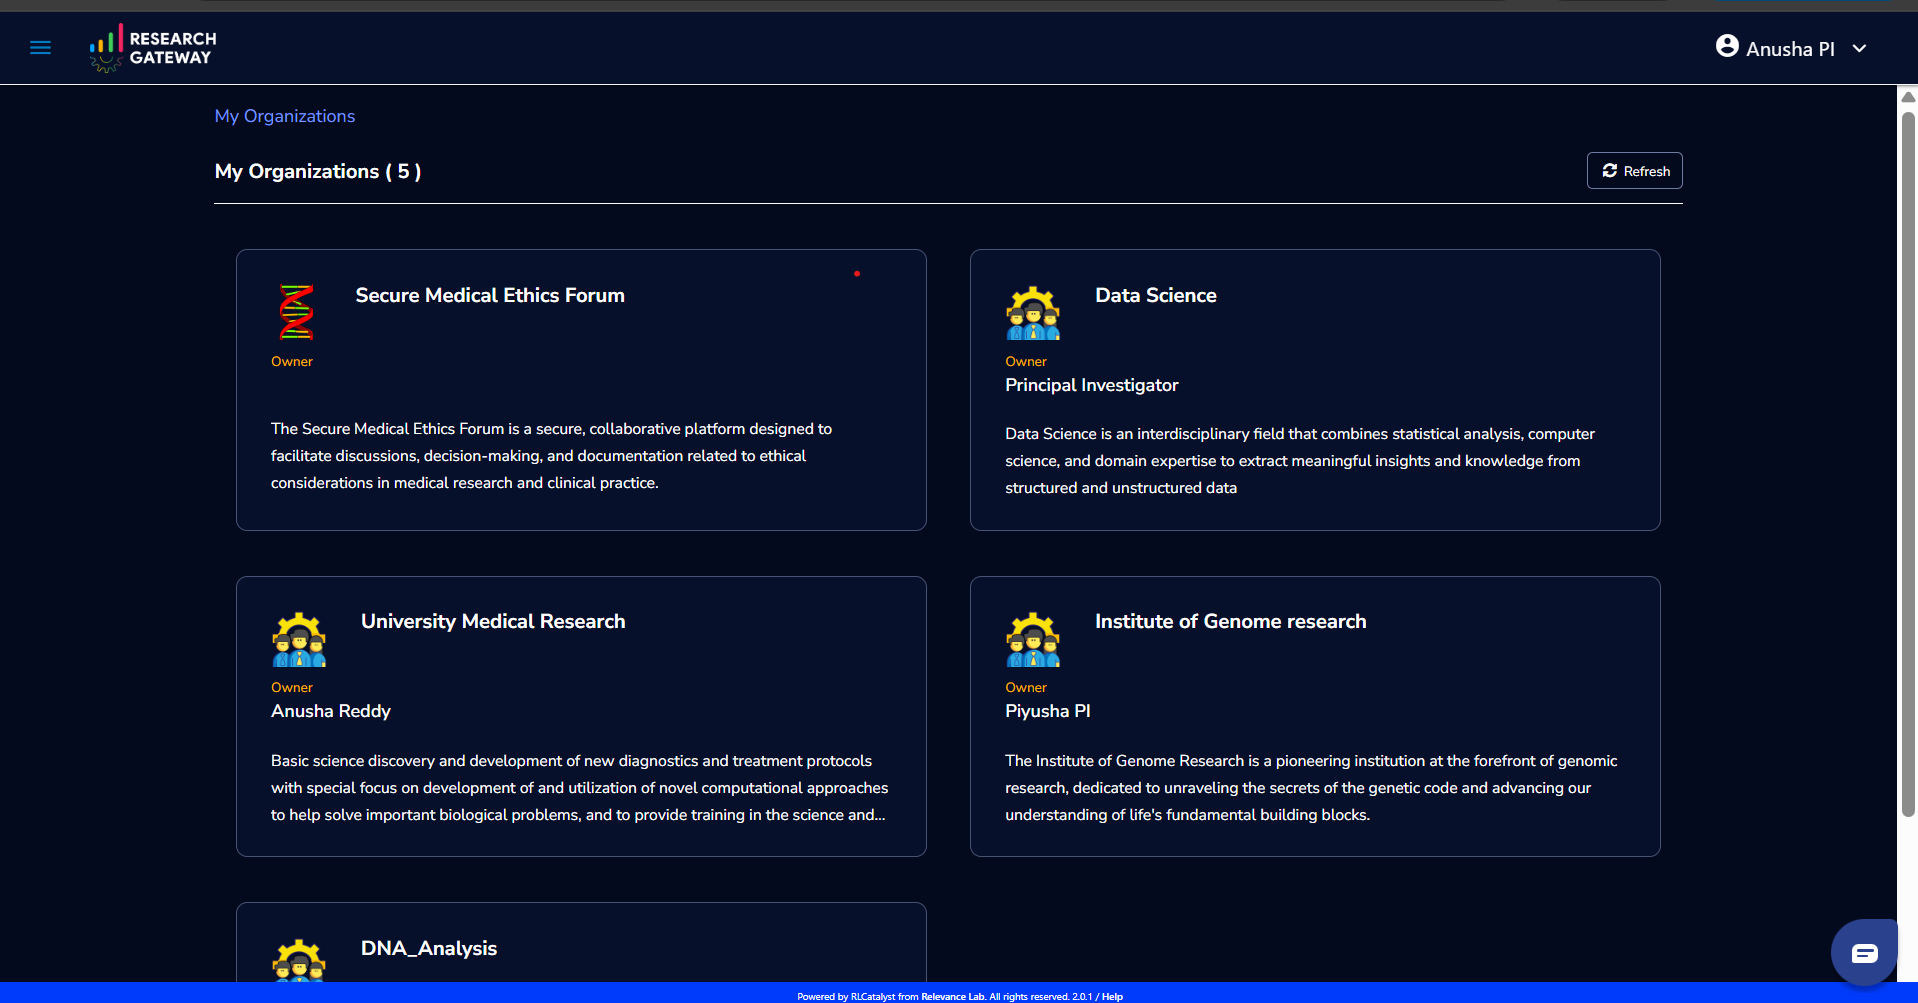 RESEARCH
GATEWAY
Anusha PI
My Organizations
My Organizations ( 5 )
Refresh
Secure Medical Ethics Forum
Owner
The Secure Medical Ethics Forum is a secure, collaborative platform designed to
facilitate discussions, decision-making, and documentation related to ethical
considerations in medical research and clinical practice.
Data Science
Owner
Principal Investigator
Data Science is an interdisciplinary field that combines statistical analysis, computer
science, and domain expertise to extract meaningful insights and knowledge from
structured and unstructured data
University Medical Research
Owner
Anusha Reddy
Basic science discovery and development of new diagnostics and treatment protocols
with special focus on development of and utilization of novel computational approaches
to help solve important biological problems, and to provide training in the science and...
Institute of Genome research
Owner
Piyusha PI
The Institute of Genome Research is a pioneering institution at the forefront of genomic
research, dedicated to unraveling the secrets of the genetic code and advancing our
understanding of life's fundamental building blocks.
DNA_Analysis
Powered by RLCatalyst from Relevance Lab. All rights reserved. 2.0.1 / Help